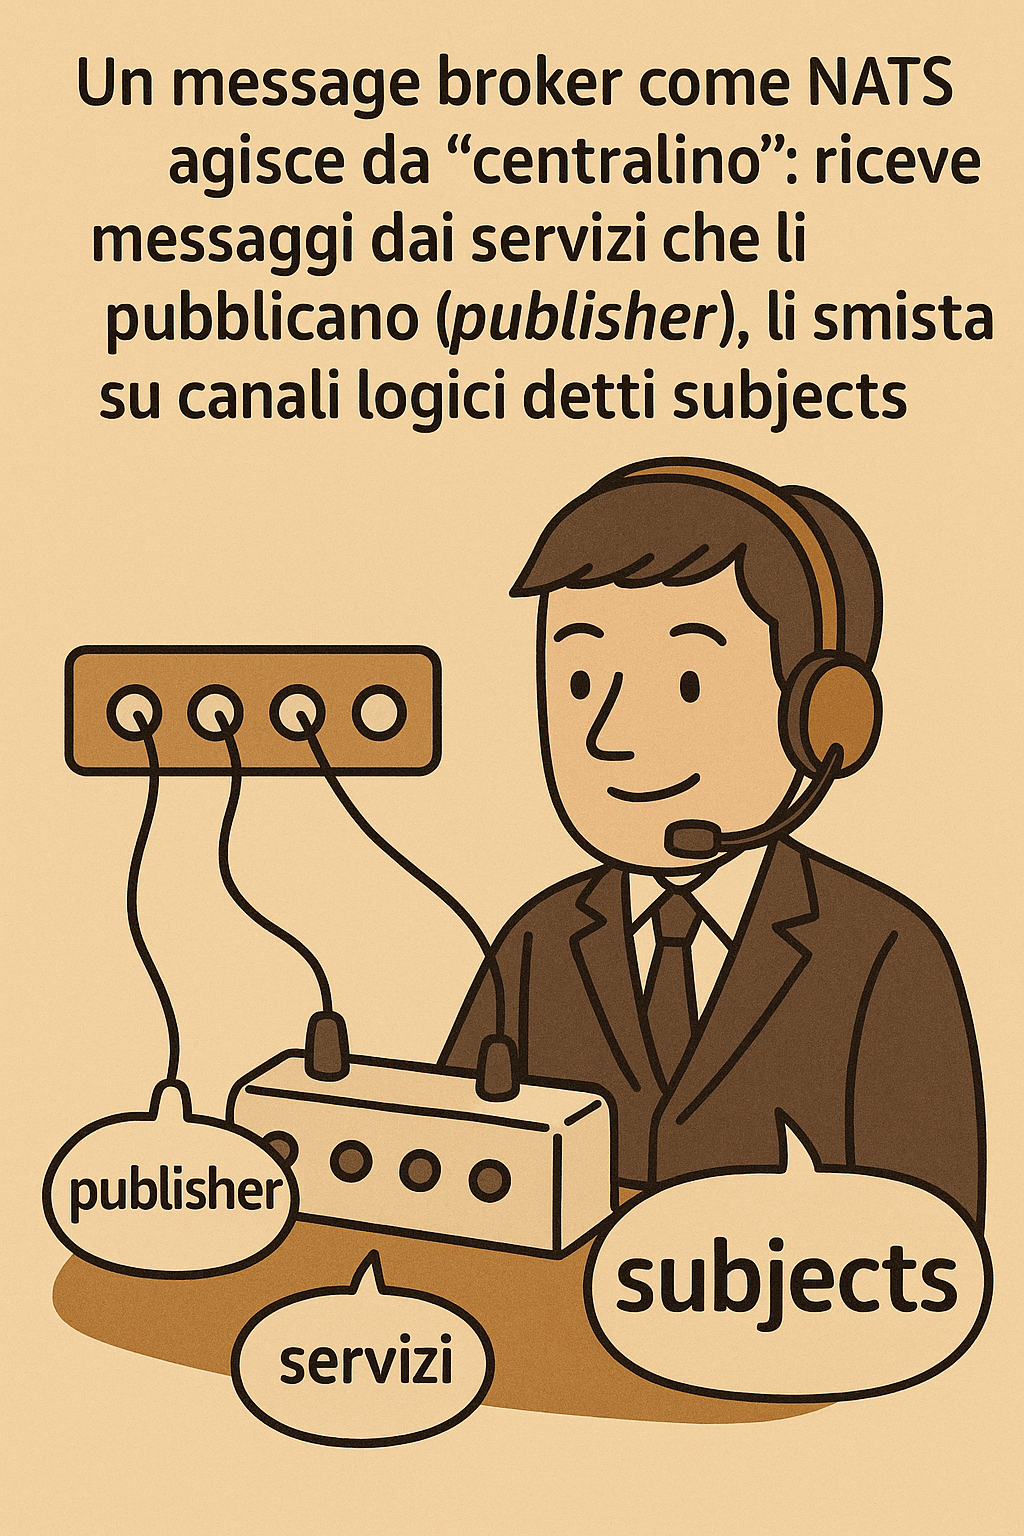 Un message broker come NATS
agisce da “centralino”: riceve
messaggi dai servizi che li
pubblicano (publisher), li smista
su canali logici detti subjects
publisher
subjects
servizi